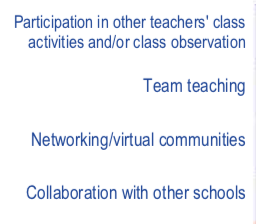 Participation in other teachers' class
activities and/or class observation
Team teaching
Networking/virtual communities
Collaboration with other schools